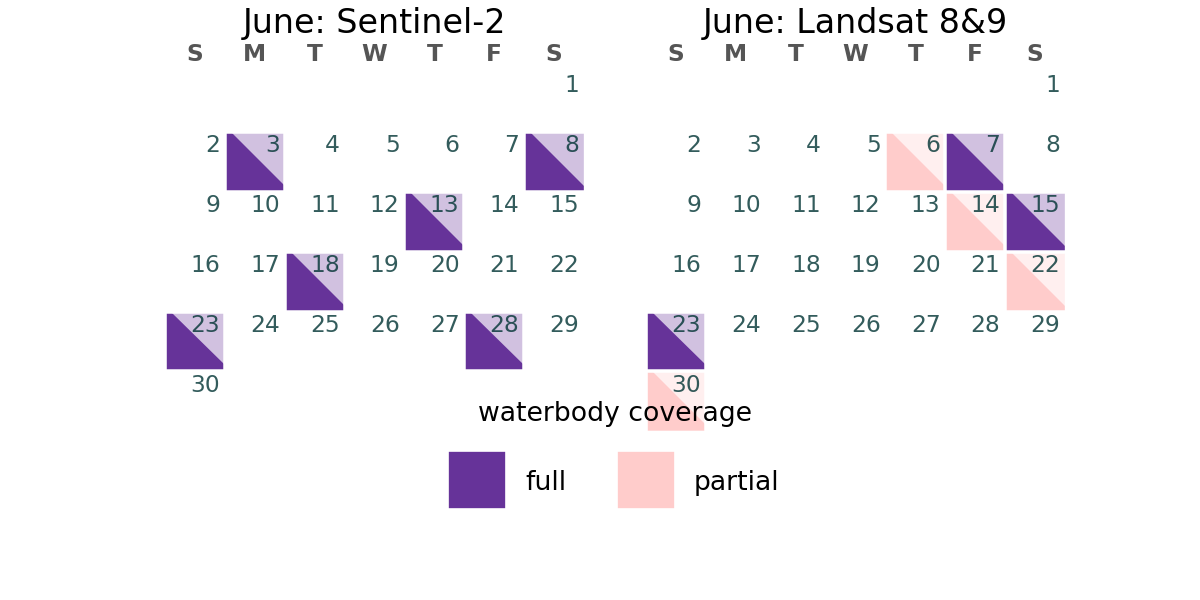 June: Sentinel-2
S M T W T F S
1
2 3 4 5 6 7 8
9 10 11 12 13 14 15
16 17 18 19 20 21 22
23 24 25 26 27 28 29
30
June: Landsat 8&9
S M T W T F S
1
2 3 4 5 6 7 8
9 10 11 12 13 14 15
16 17 18 19 20 21 22
23 24 25 26 27 28 29
30
waterbody coverage
full partial